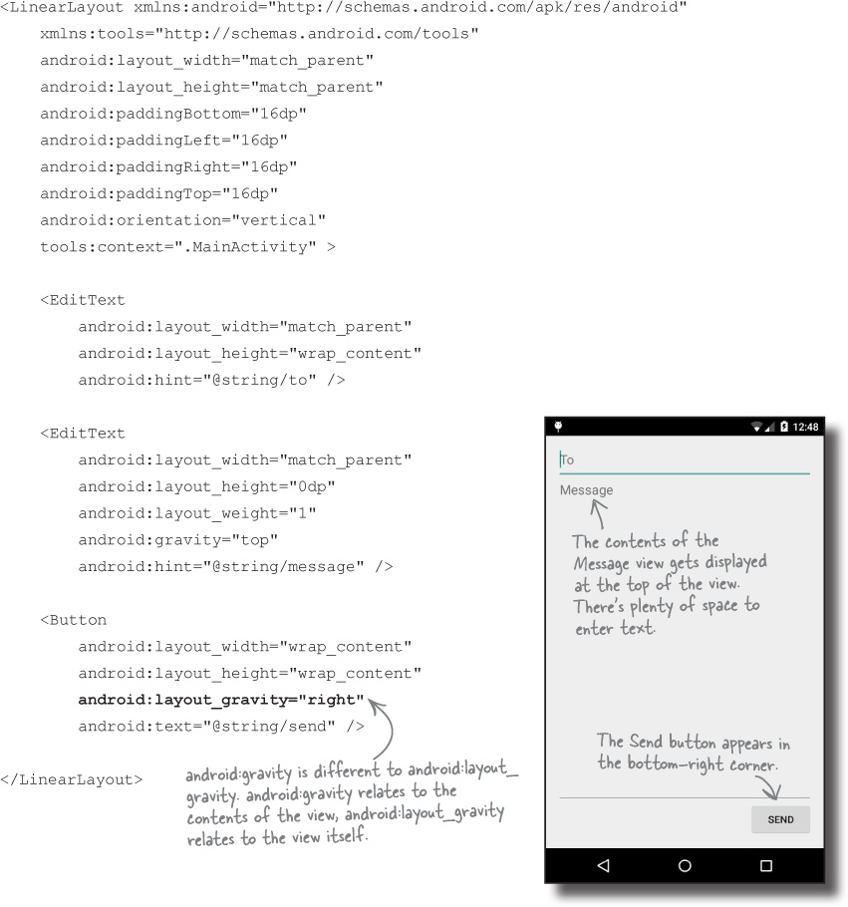 <LinearLayout xmlns:android="http://schemas.android.com/apk/res/android"
    xmlns:tools="http://schemas.android.com/tools"
    android:layout_width="match_parent"
    android:layout_height="match_parent"
    android:paddingBottom="16dp"
    android:paddingLeft="16dp"
    android:paddingRight="16dp"
    android:paddingTop="16dp"
    android:orientation="vertical"
    tools:context=".MainActivity" >
    <EditText
        android:layout_width="match_parent"
        android:layout_height="wrap_content"
        android:hint="@string/to" />
    <EditText
        android:layout_width="match_parent"
        android:layout_height="0dp"
        android:layout_weight="1"
        android:gravity="top"
        android:hint="@string/message" />
    <Button
        android:layout_width="wrap_content"
        android:layout_height="wrap_content"
        android:layout_gravity="right"
        android:text="@string/send" />
</LinearLayout>
android:gravity is different to android:layout_
gravity. android:gravity relates to the
contents of the view, android:layout_gravity
relates to the view itself.
12:48
To
Message
The contents of the
Message view gets displayed
at the top of the view.
There's plenty of space to
enter text.
The Send button appears in
the bottom-right corner.
SEND